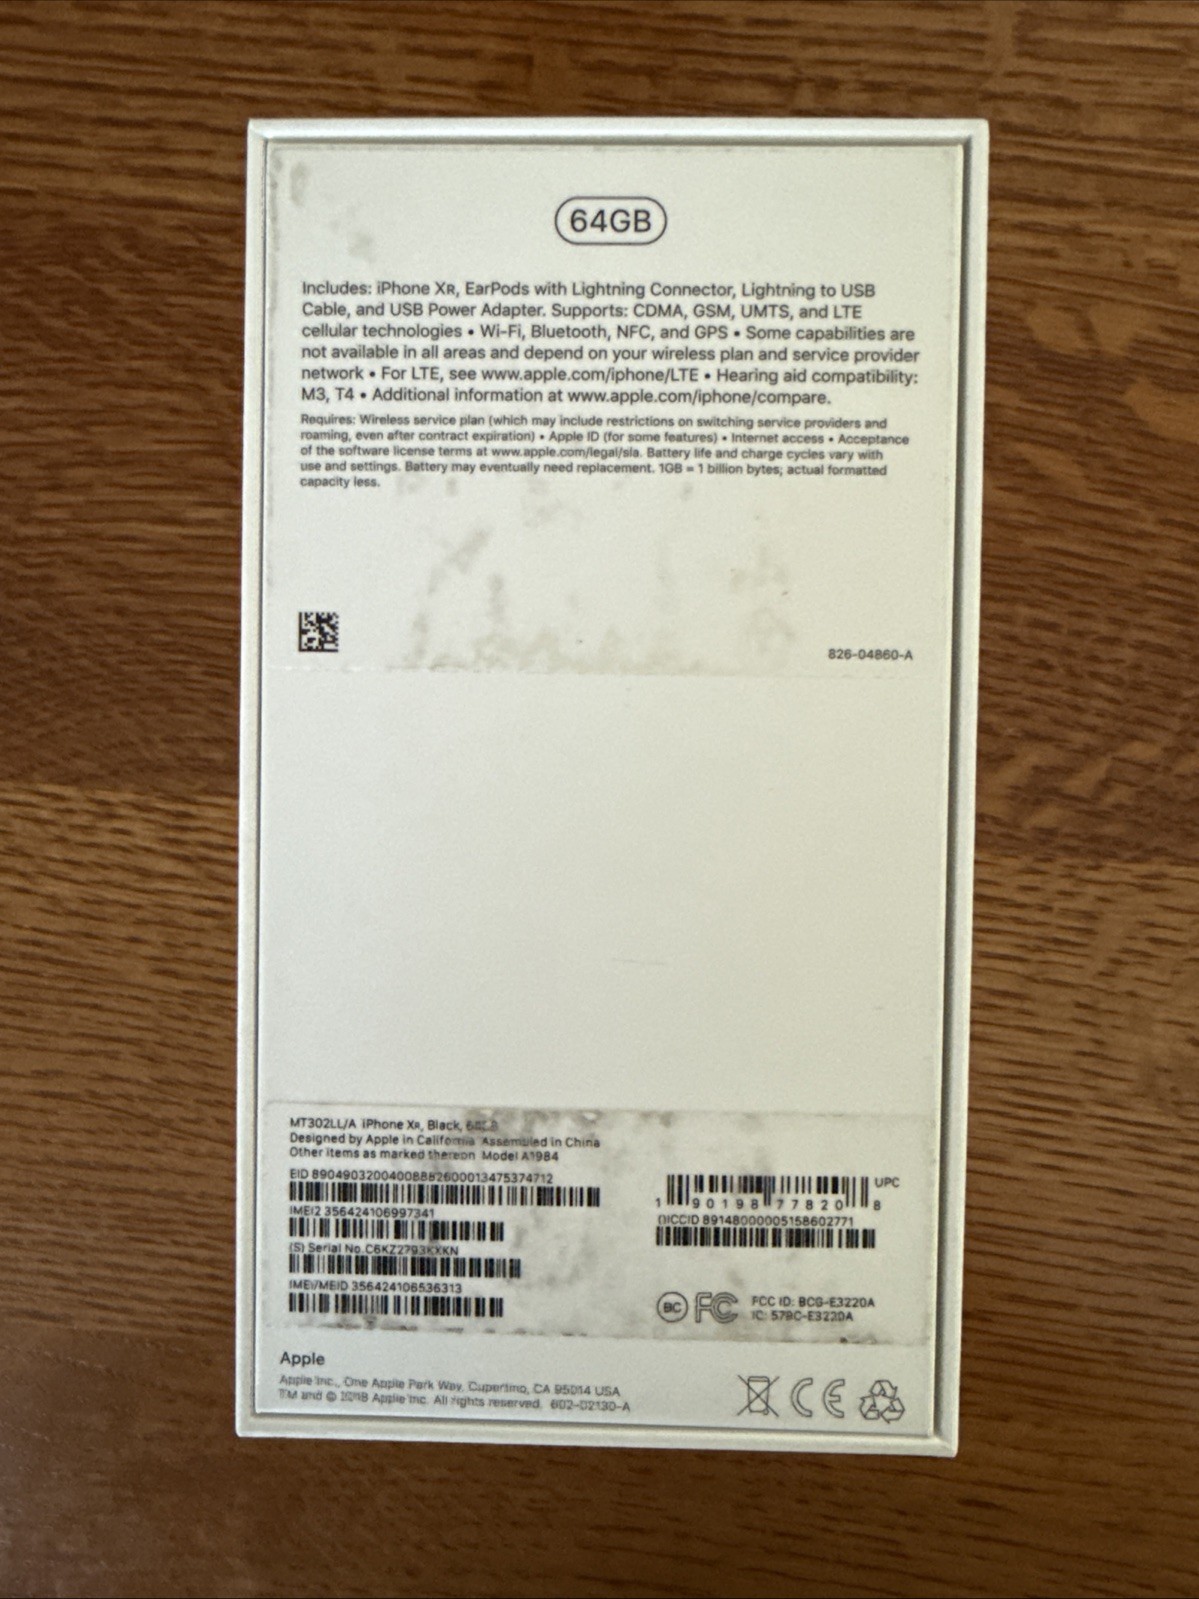 64GB
Includes: iPhone XR, EarPods with Lightning Connector, Lightning to USB
Cable, and USB Power Adapter. Supports: CDMA, GSM, UMTS, and LTE
cellular technologies • Wi-Fi, Bluetooth, NFC, and GPS • Some capabilities are
not available in all areas and depend on your wireless plan and service provider
network • For LTE, see www.apple.com/iphone/LTE • Hearing aid compatibility:
M3, T4 • Additional information at www.apple.com/iphone/compare.
Requires: Wireless service plan (which may include restrictions on switching service providers and
roaming, even after contract expiration) • Apple ID (for some features) • Internet access • Acceptance
of the software license terms at www.apple.com/legal/sla. Battery life and charge cycles vary with
use and settings. Battery may eventually need replacement. 1GB = 1 billion bytes; actual formatted
capacity less.
826-04860-A
MT302LL/A iPhone XR, Black, 64GB
Designed by Apple in California Assembled in China
Other items as marked thereon Model A1984
EID 89049032004008882600013475374712
IMEI2 356424106997341
(S) Serial No. C6KZ2793KXKN
IMEI/MEID 356424106536313
UPC
1 90198 77820 8
ICCID 89148000005158602771
BC FC FCC ID: BCG-E3220A
IC: 579C-E3220A
Apple
Apple Inc., One Apple Park Way, Cupertino, CA 95014 USA
TM and © 2018 Apple Inc. All rights reserved. 602-02130-A
CE